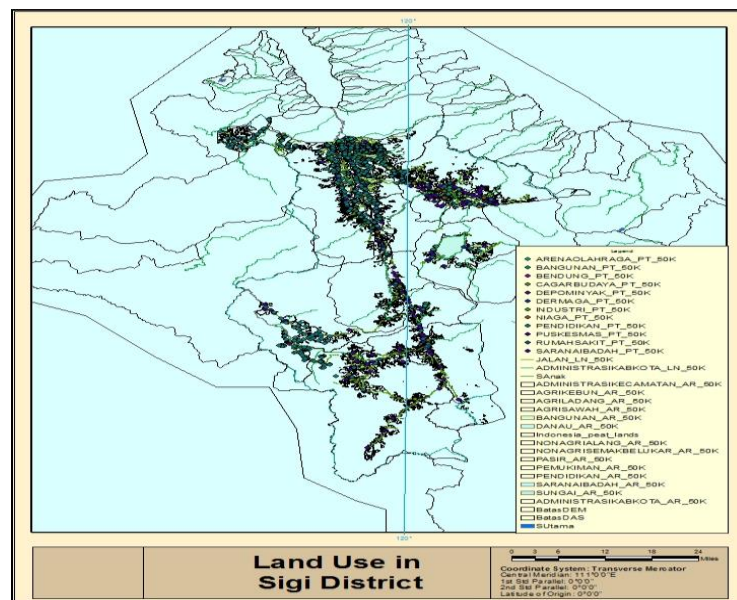 120°
Legend
ARENAOLAHRAGA_PT_50K
BANGUNAN_PT_50K
BENDUNG_PT_50K
CAGARBUDAYA_PT_50K
DEPOMINYAK_PT_50K
DERMAGA_PT_50K
INDUSTRI_PT_50K
NIAGA_PT_50K
PENDIDIKAN_PT_50K
PUSKESMAS_PT_50K
RUMAHSAKIT_PT_50K
SARANAIBADAH_PT_50K
JALAN_LN_50K
ADMINISTRASIKABKOTA_LN_50K
SAnak
ADMINISTRASIKECAMATAN_AR_50K
AGRIKEBUN_AR_50K
AGRILADANG_AR_50K
AGRISAWAH_AR_50K
BANGUNAN_AR_50K
DANAU_AR_50K
Indonesia_peat_lands
NONAGRIALANG_AR_50K
NONAGRISEMAKBELUKAR_AR_50K
PASIR_AR_50K
PEMUKIMAN_AR_50K
PENDIDIKAN_AR_50K
SARANAIBADAH_AR_50K
SUNGAI_AR_50K
ADMINISTRASIKABKOTA_AR_50K
BatasDEM
BatasDAS
SUtama
120°
Land Use in
Sigi District
0 3 6 12 18 24
Miles
Coordinate System: Transverse Mercator
Central Meridian: 111°0'0"E
1st Std Parallel: 0°0'0"
2nd Std Parallel: 0°0'0"
Latitude of Origin: 0°0'0"